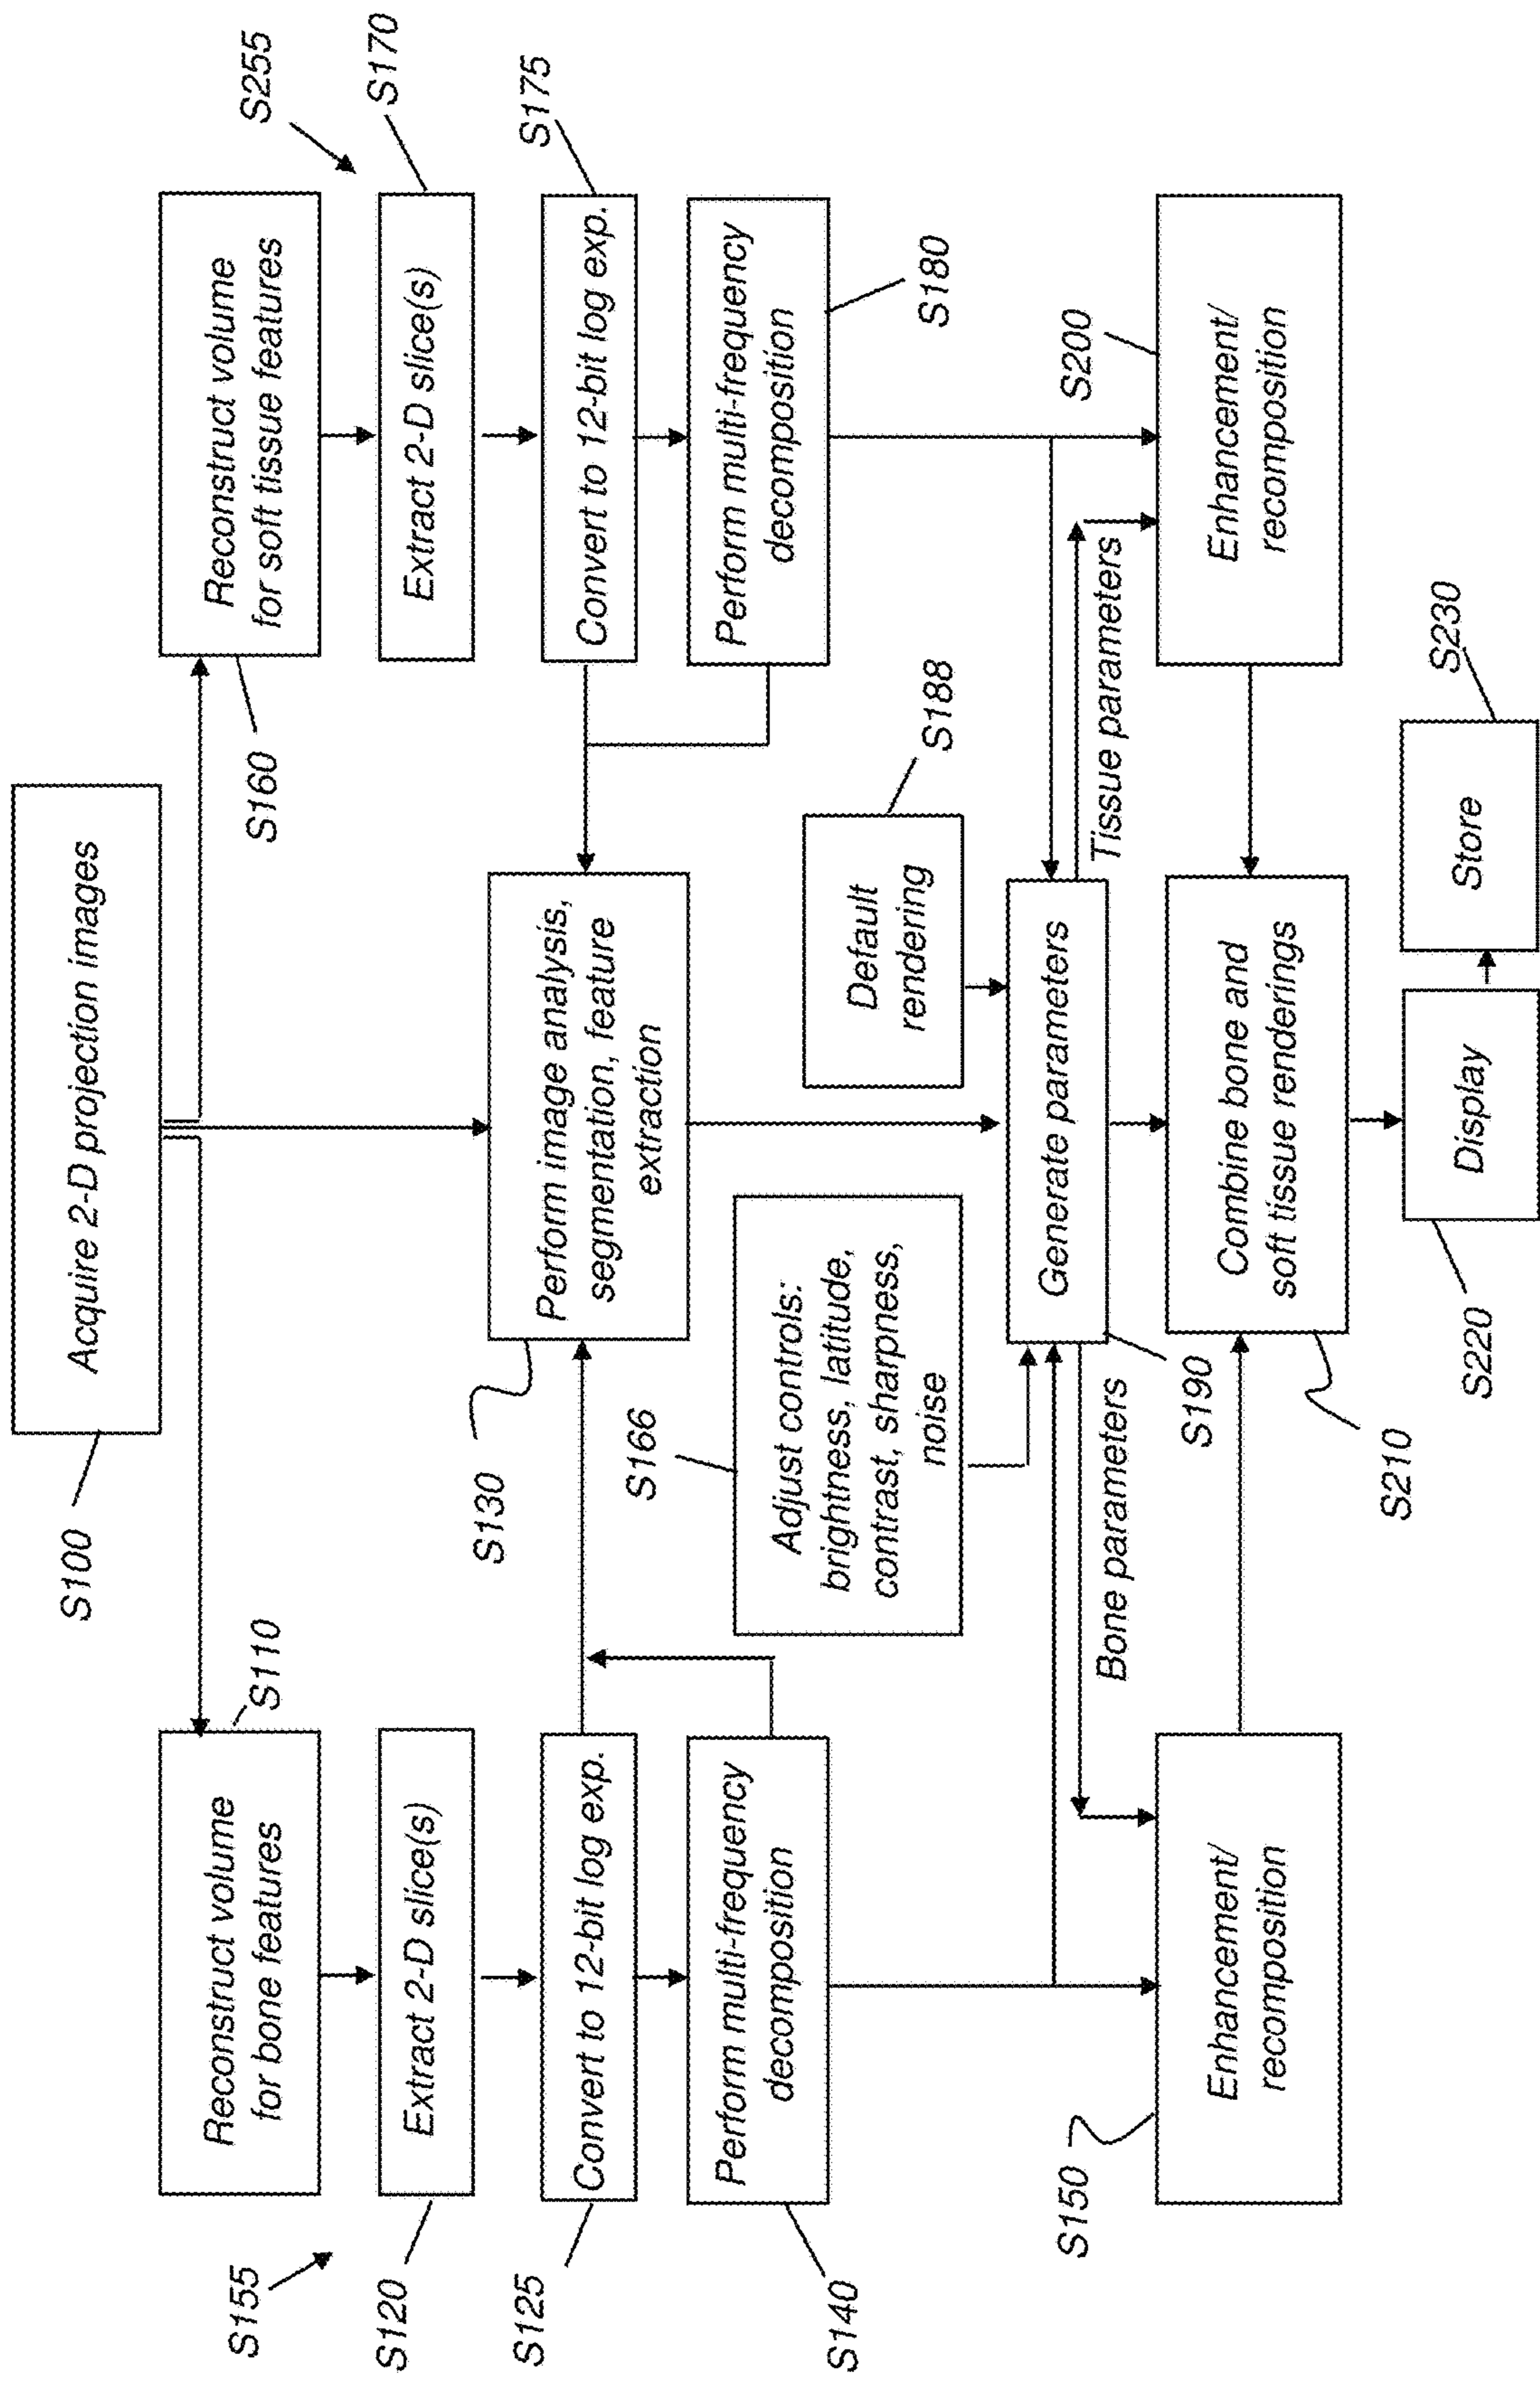 Acquire 2-D projection images
S100
Reconstruct volume
for bone features
S110
S155
Extract 2-D slice(s)
S120
Convert to 12-bit log exp.
S125
Perform multi-frequency
decomposition
S140
Reconstruct volume
for soft tissue features
S160
S255
Extract 2-D slice(s)
S170
Convert to 12-bit log exp.
S175
Perform multi-frequency
decomposition
S180
Perform image analysis,
segmentation, feature
extraction
S130
S166
Adjust controls:
brightness, latitude,
contrast, sharpness,
noise
Default
rendering
S188
Generate parameters
S190
Bone parameters
Tissue parameters
Enhancement/
recomposition
S150
Combine bone and
soft tissue renderings
S210
Enhancement/
recomposition
S200
Display
S220
Store
S230